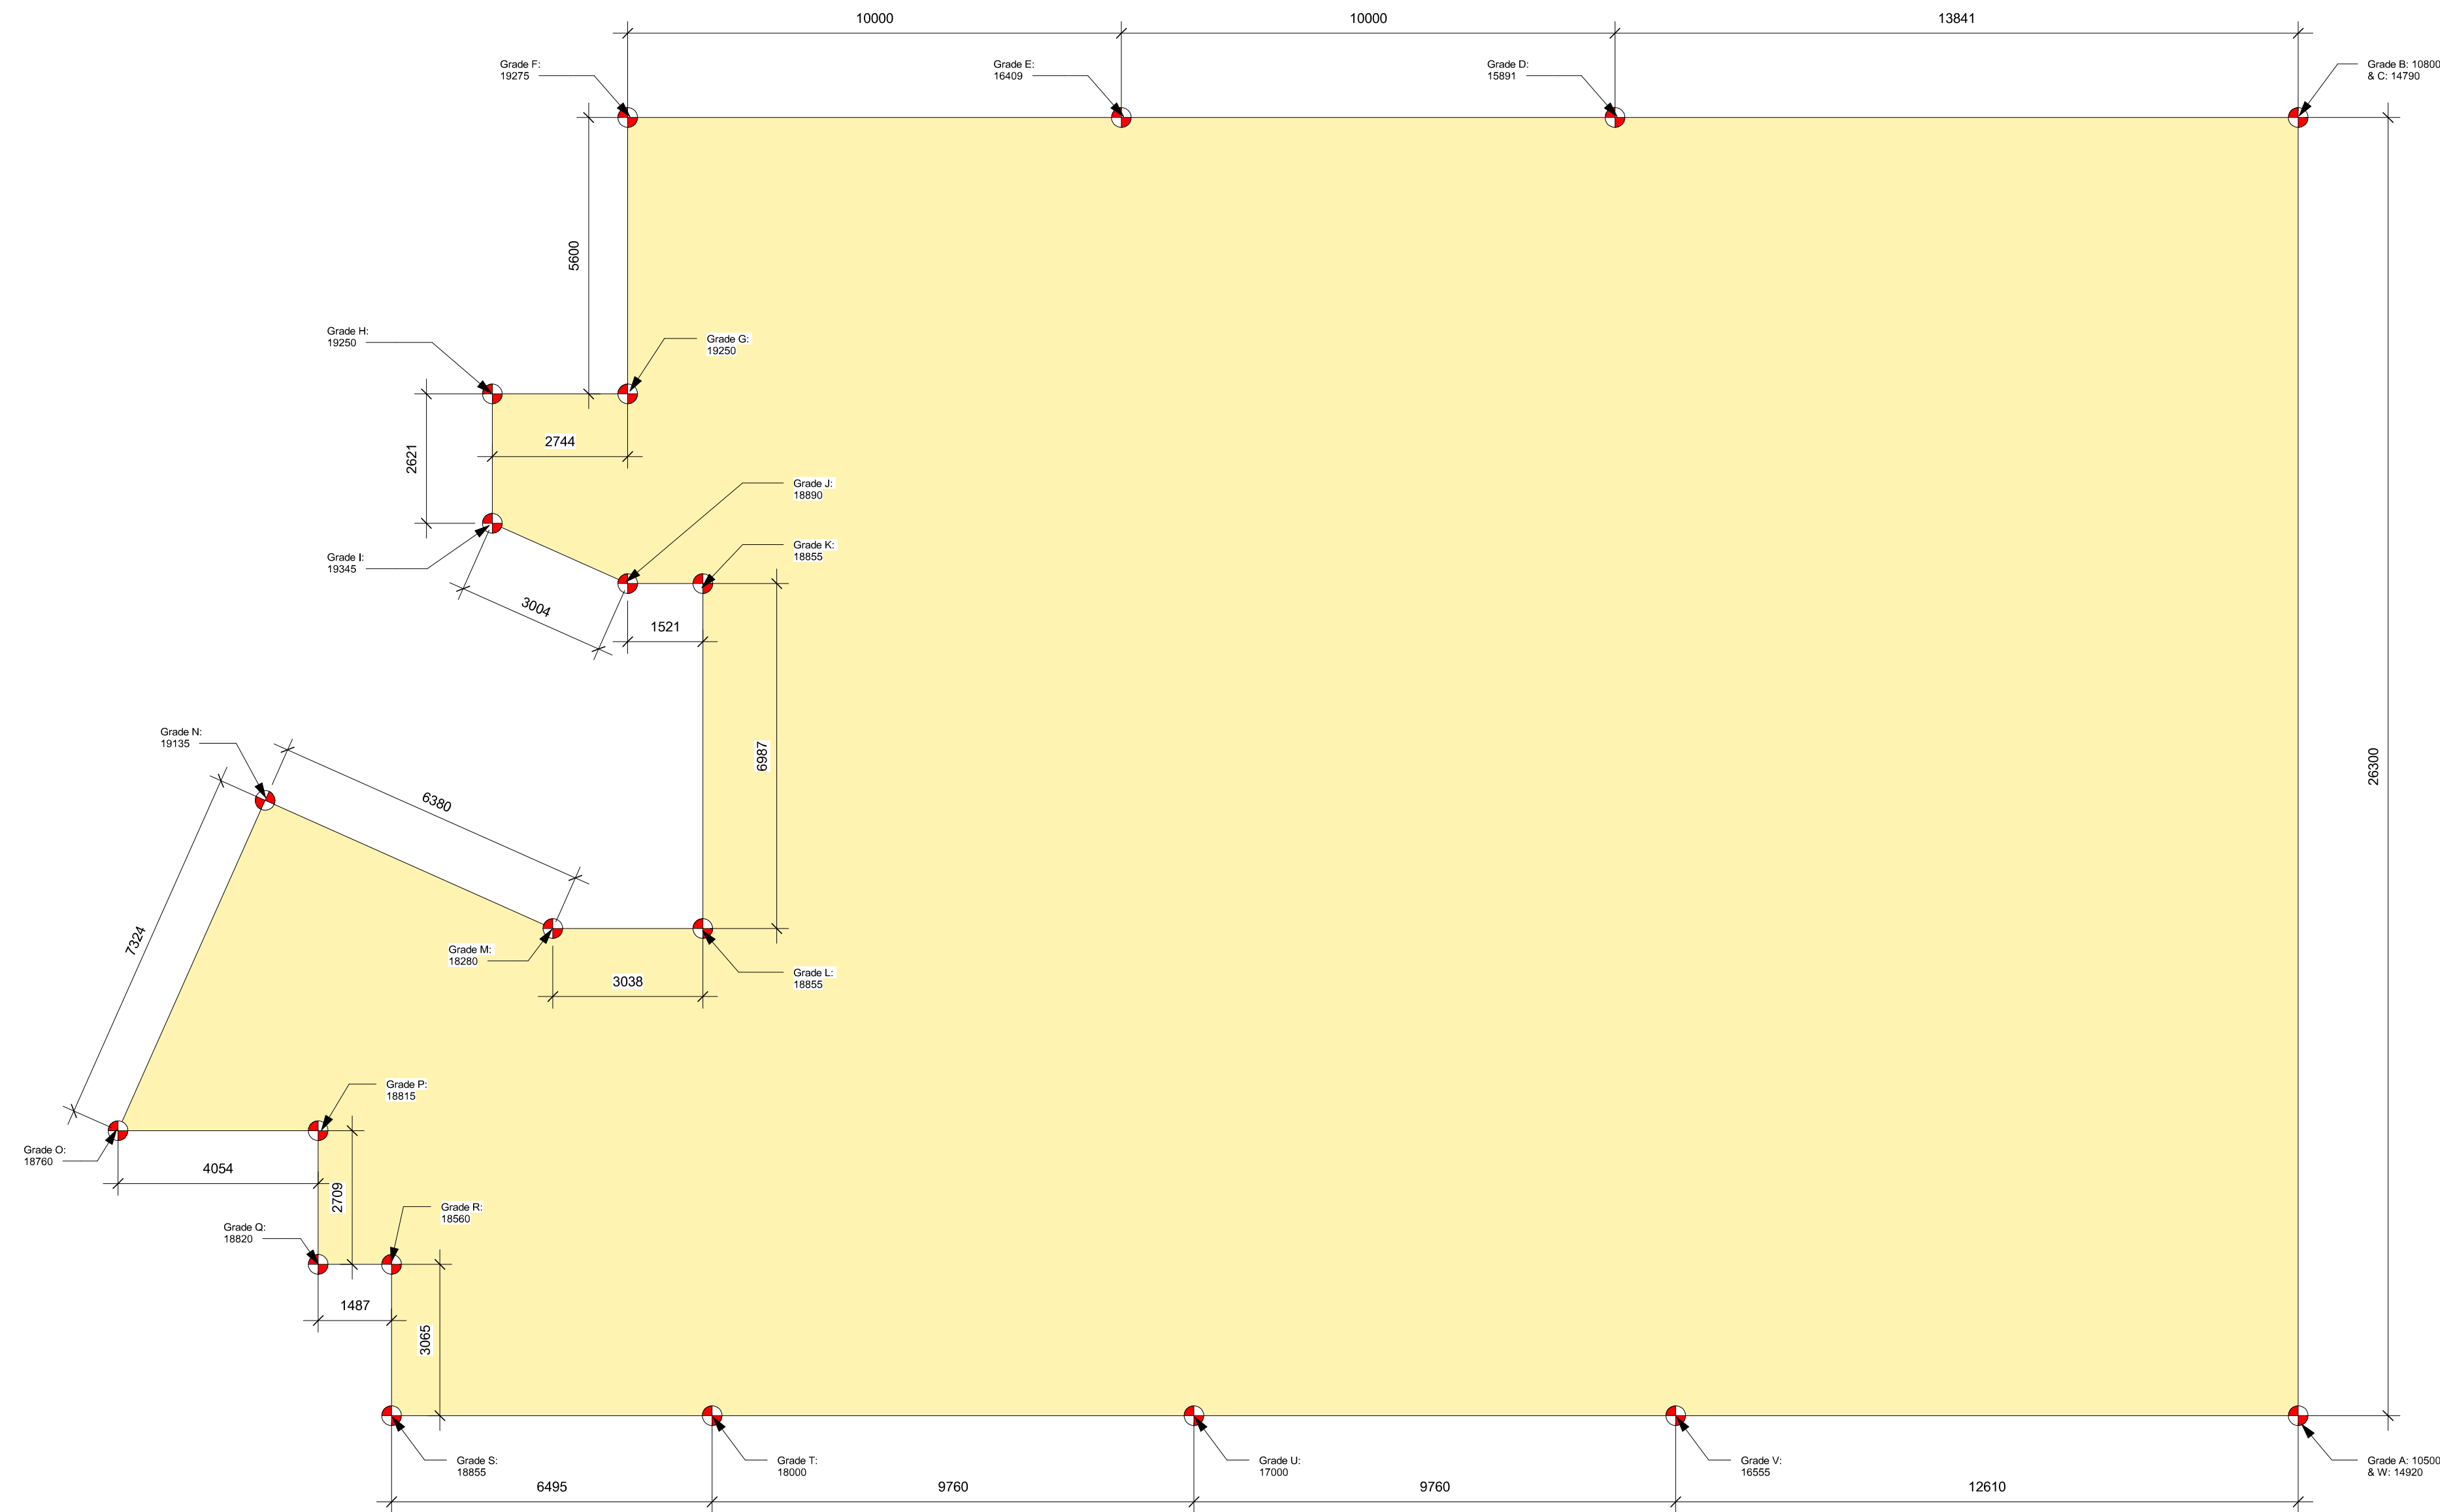 10000
10000
13841
Grade F:
19275
Grade E:
16409
Grade D:
15891
Grade B: 10800
& C: 14790
5600
Grade H:
19250
Grade G:
19250
2744
2621
Grade J:
18890
Grade I:
19345
Grade K:
18855
3004
1521
6987
26300
Grade N:
19135
6380
7324
Grade M:
18280
Grade L:
18855
3038
Grade P:
18815
Grade O:
18760
4054
2709
Grade R:
18560
Grade Q:
18820
1487
3065
Grade S:
18855
Grade T:
18000
Grade U:
17000
Grade V:
16555
Grade A: 10500
& W: 14920
6495
9760
9760
12610